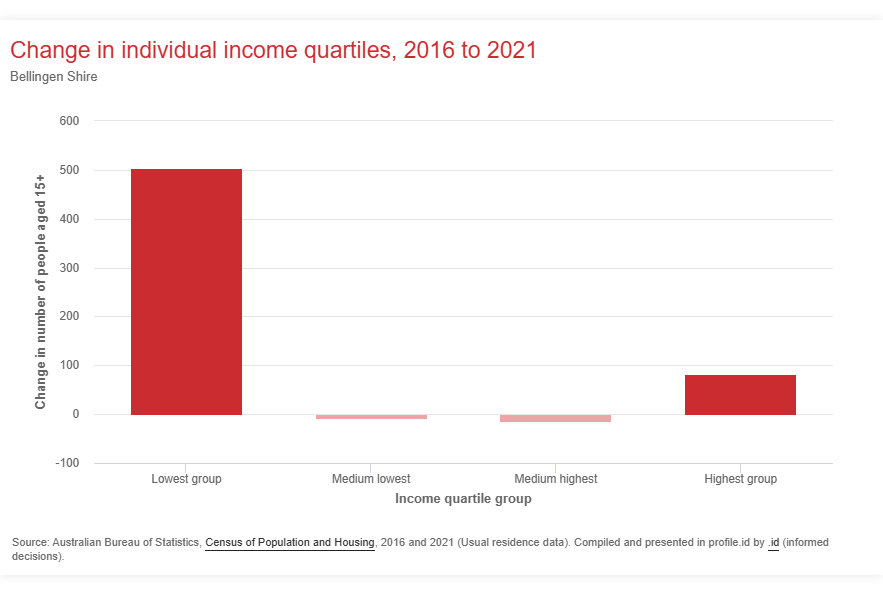 Change in individual income quartiles, 2016 to 2021
Bellingen Shire
Change in number of people aged 15+
600
500
400
300
200
100
0
-100
Lowest group
Medium lowest
Medium highest
Highest group
Income quartile group
Source: Australian Bureau of Statistics, Census of Population and Housing, 2016 and 2021 (Usual residence data). Compiled and presented in profile.id by .id (informed
decisions).